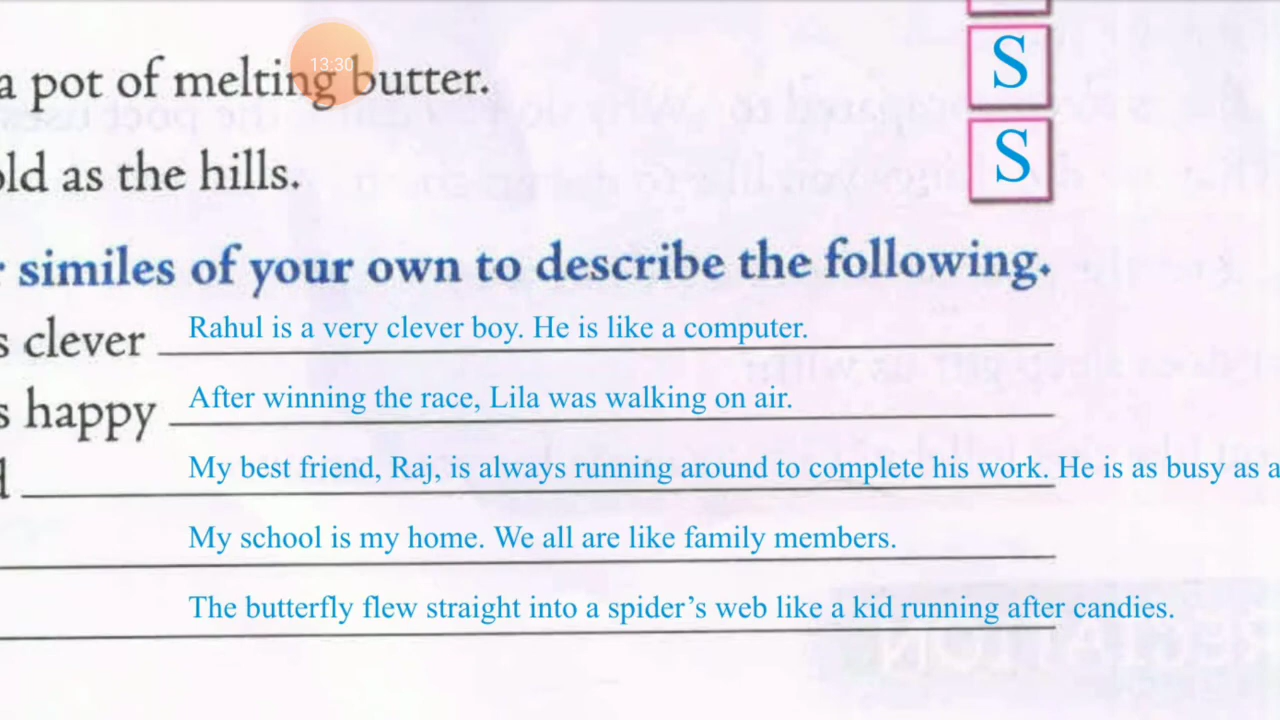 S
a pot of melting butter.
13:30
S
old as the hills.
similes of your own to describe the following.
s clever Rahul is a very clever boy. He is like a computer.
s happy After winning the race, Lila was walking on air.
My best friend, Raj, is always running around to complete his work. He is as busy as a
My school is my home. We all are like family members.
The butterfly flew straight into a spider’s web like a kid running after candies.